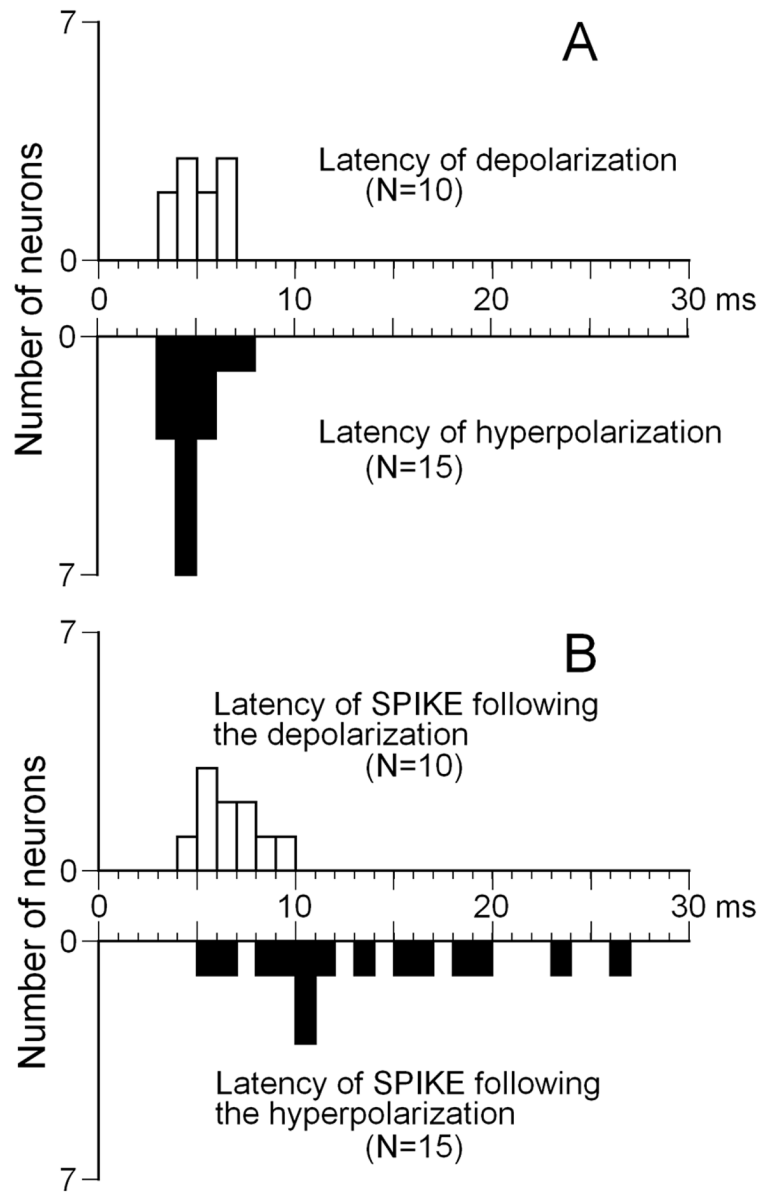 7
A
Number of neurons
Latency of depolarization
(N=10)
0
0 10 20 30 ms
0
Latency of hyperpolarization
(N=15)
7
7
B
Number of neurons
Latency of SPIKE following
the depolarization
(N=10)
0
0 10 20 30 ms
0
Latency of SPIKE following
the hyperpolarization
(N=15)
7